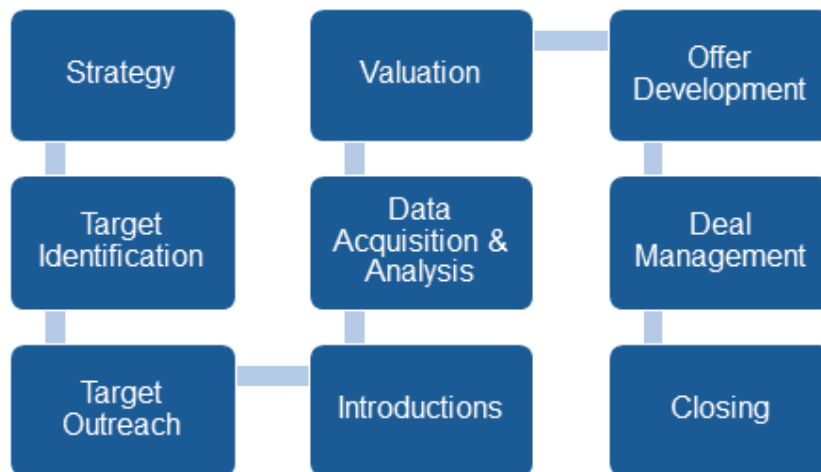 Strategy
Target
Identification
Target
Outreach
Introductions
Data
Acquisition &
Analysis
Valuation
Offer
Development
Deal
Management
Closing